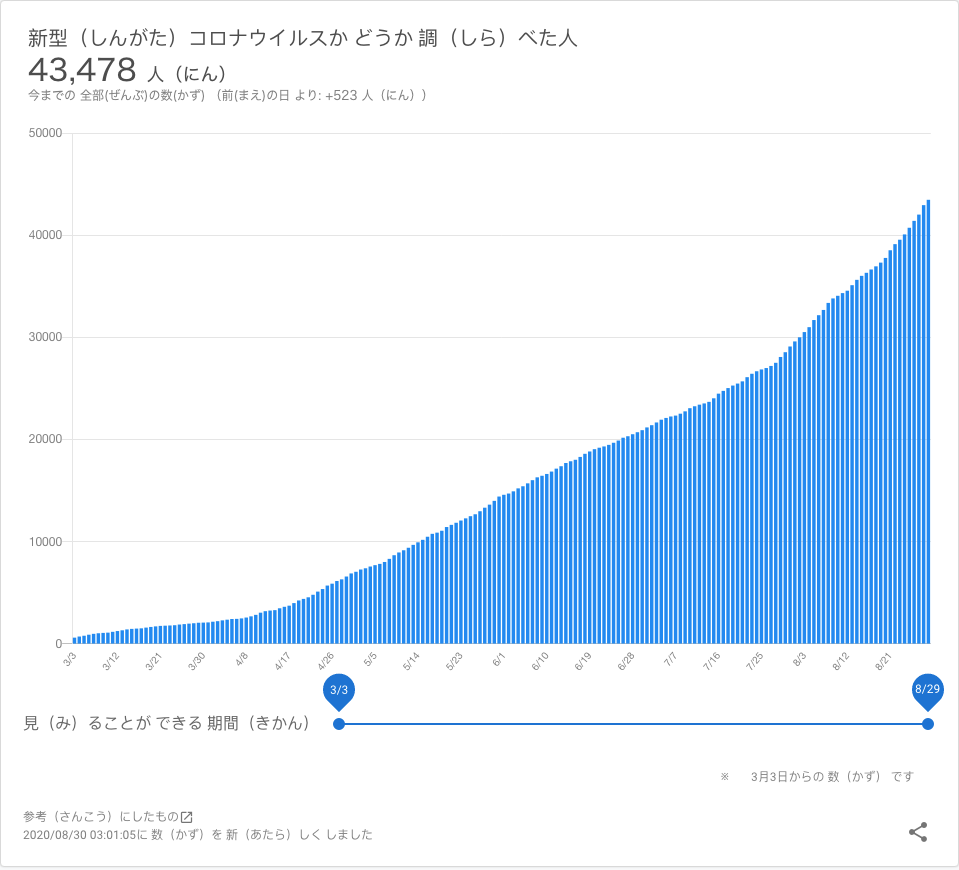 新型（しんがた）コロナウイルスか どうか 調（しら）べた人
43,478 人（にん）
今までの 全部(ぜんぶ)の数(かず) （前(まえ)の日 より: +523 人（にん））
50000
40000
30000
20000
10000
0
3/3 3/12 3/21 3/30 4/8 4/17 4/26 5/5 5/14 5/23 6/1 6/10 6/19 6/28 7/7 7/16 7/25 8/3 8/12 8/21
3/3 8/29
見（み）ることが できる 期間（きかん）
※ 3月3日からの 数（かず） です
参考（さんこう）にしたもの
2020/08/30 03:01:05に 数（かず）を 新（あたら）しく しました